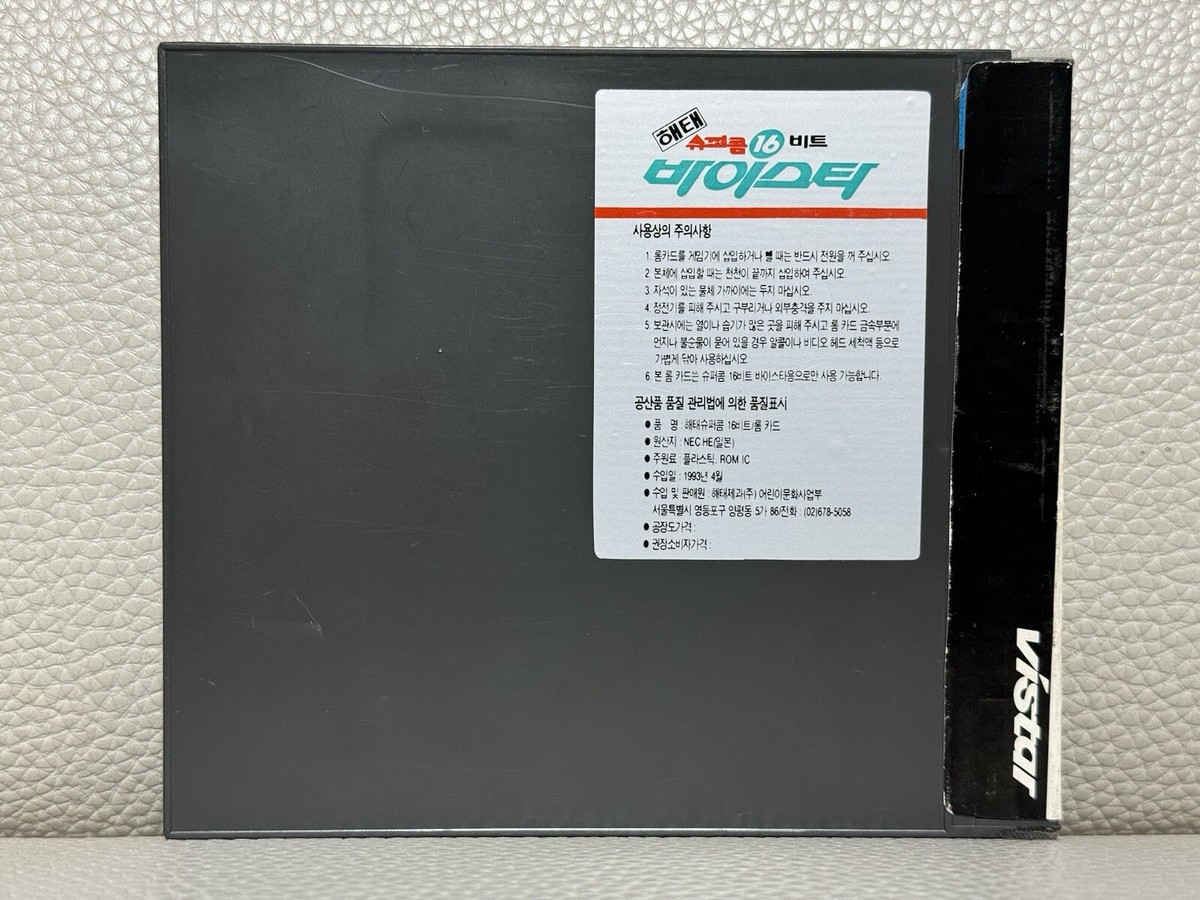 해태
슈퍼콤 16 비트
바이스타
사용상의 주의사항
1. 롬카드를 게임기에 삽입하거나 뺄 때는 반드시 전원을 꺼 주십시오.
2. 본체에 삽입할 때는 천천히 끝까지 삽입하여 주십시오.
3. 자석이 있는 물체 가까이에는 두지 마십시오.
4. 정전기를 피해 주시고 구부리거나 외부충격을 주지 마십시오.
5. 보관시에는 열이나 습기가 많은 곳을 피해 주시고 롬 카드 금속부분에
먼지나 불순물이 묻어 있을 경우 알콜이나 비디오 헤드 세척액 등으로
가볍게 닦아 사용하십시오.
6. 본 롬 카드는 슈퍼콤 16비트 바이스타용으로만 사용 가능합니다.
공산품 품질 관리법에 의한 품질표시
● 품 명 : 해태슈퍼콤 16비트/롬 카드
● 원산지 : NEC HE(일본)
● 주원료 : 플라스틱. ROM IC
● 수입일 : 1993년 4월
● 수입 및 판매원 : 해태제과(주) 어린이문화사업부
서울특별시 영등포구 양평동 5가 86/전화 : (02)678-5058
● 공장도가격 :
● 권장소비자가격 :
vistar